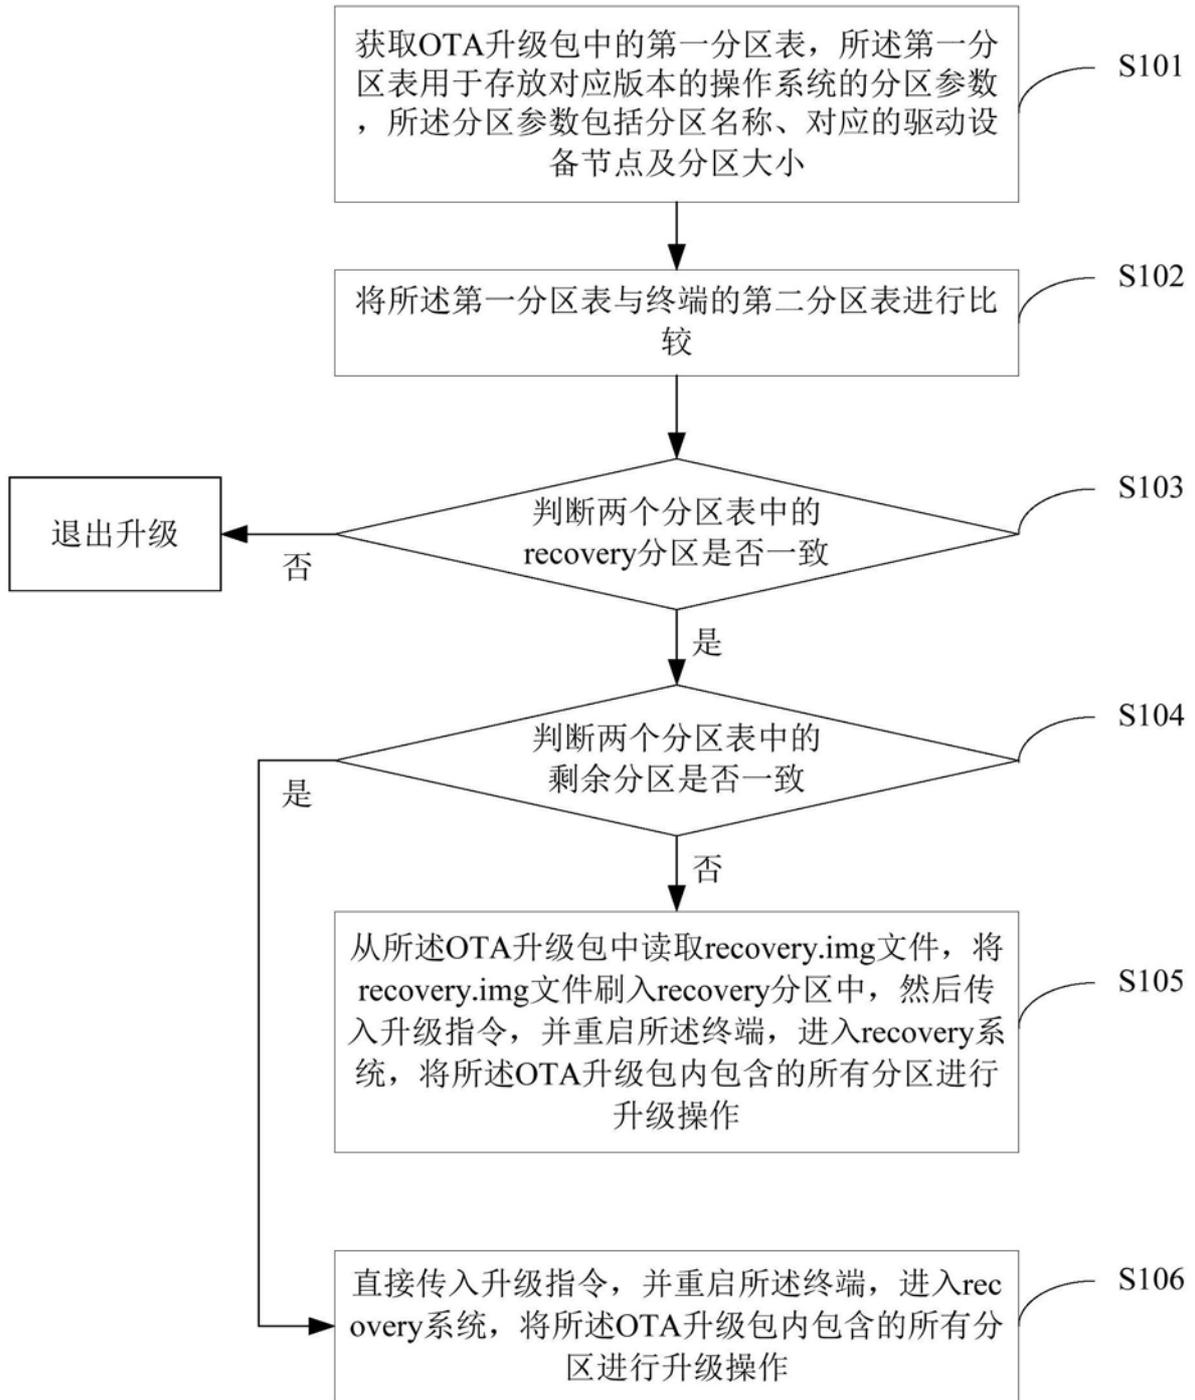 获取OTA升级包中的第一分区表，所述第一分
区表用于存放对应版本的操作系统的分区参数
，所述分区参数包括分区名称、对应的驱动设
备节点及分区大小
S101
将所述第一分区表与终端的第二分区表进行比
较
S102
判断两个分区表中的
recovery分区是否一致
S103
退出升级
否
是
判断两个分区表中的
剩余分区是否一致
S104
是
否
从所述OTA升级包中读取recovery.img文件，将
recovery.img文件刷入recovery分区中，然后传
入升级指令，并重启所述终端，进入recovery系
统，将所述OTA升级包内包含的所有分区进行
升级操作
S105
直接传入升级指令，并重启所述终端，进入rec
overy系统，将所述OTA升级包内包含的所有分
区进行升级操作
S106